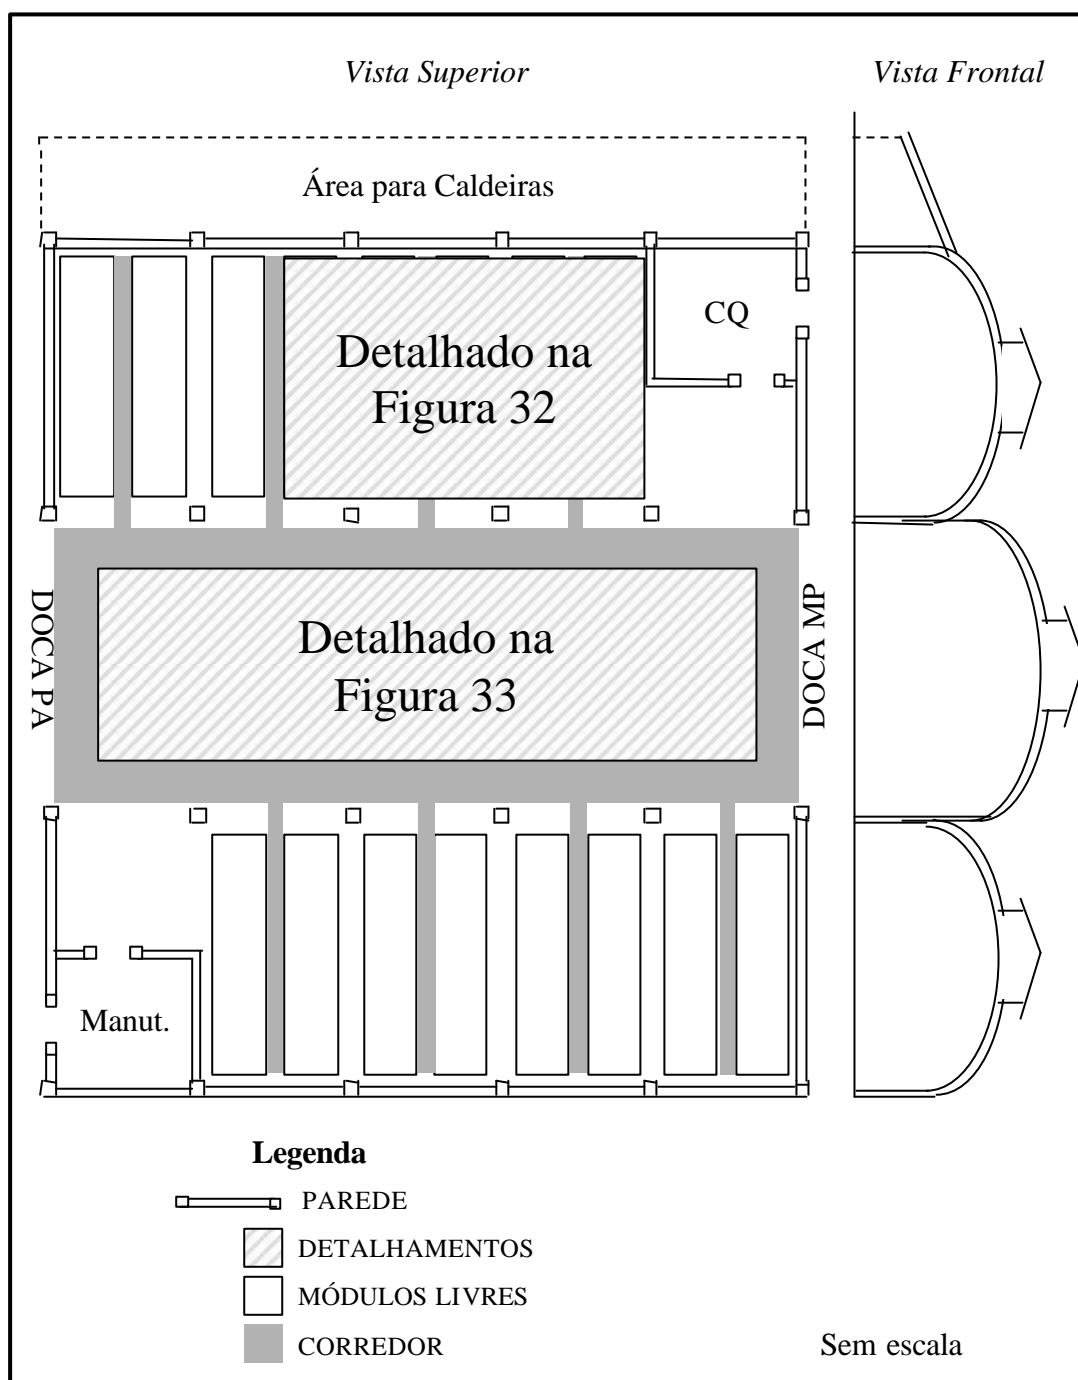 Vista Superior
Vista Frontal
Área para Caldeiras
CQ
Detalhado na
Figura 32
DOCA PA
Detalhado na
Figura 33
DOCA MP
Manut.
Legenda
PAREDE
DETALHAMENTOS
MÓDULOS LIVRES
CORREDOR
Sem escala